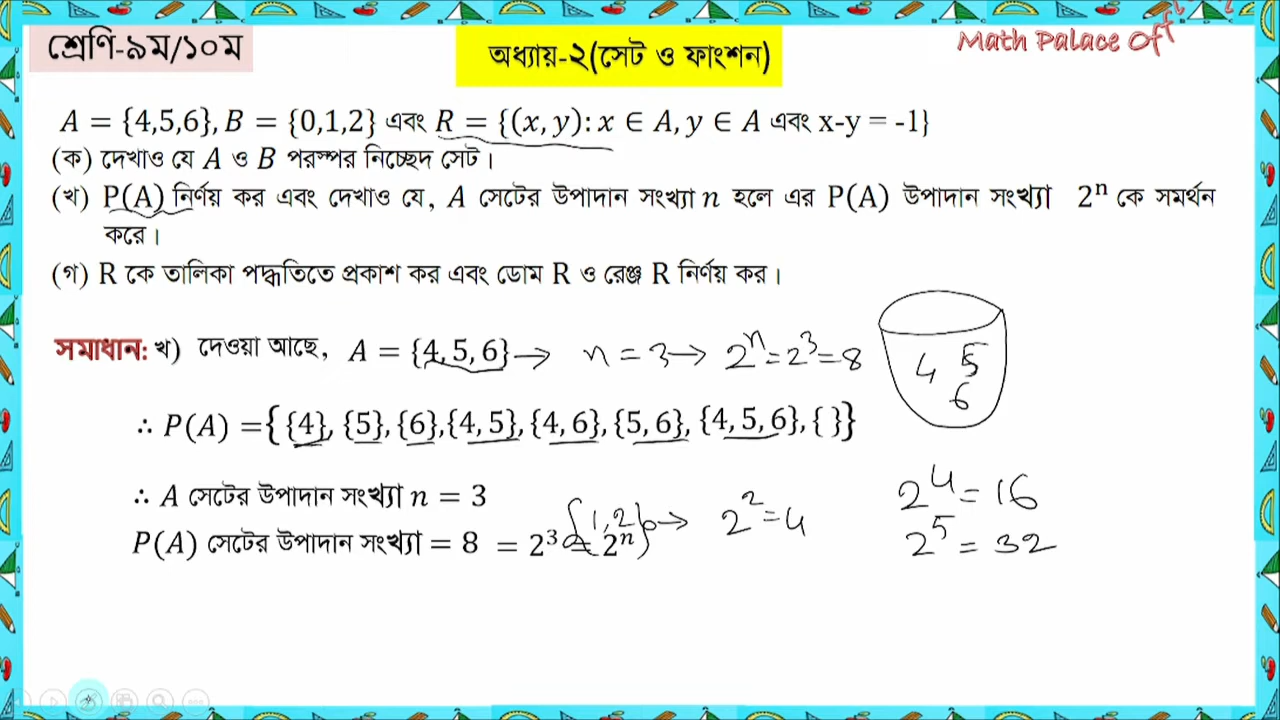 শ্রেণি-৯ম/১০ম
অধ্যায়-২(সেট ও ফাংশন)
Math Palace Off
A = {4,5,6}, B = {0,1,2} এবং R = {(x, y): x ∈ A, y ∈ A এবং x-y = -1}
(ক) দেখাও যে A ও B পরস্পর নিচ্ছেদ সেট।
(খ) P(A) নির্ণয় কর এবং দেখাও যে, A সেটের উপাদান সংখ্যা n হলে এর P(A) উপাদান সংখ্যা 2ⁿ কে সমর্থন
করে।
(গ) R কে তালিকা পদ্ধতিতে প্রকাশ কর এবং ডোম R ও রেঞ্জ R নির্ণয় কর।
সমাধান: খ) দেওয়া আছে, A = {4, 5, 6} → n = 3 → 2ⁿ = 2³ = 8
4 5
6
∴ P(A) = { {4}, {5}, {6}, {4, 5}, {4, 6}, {5, 6}, {4, 5, 6}, { } }
∴ A সেটের উপাদান সংখ্যা n = 3
{1, 2} → 2² = 4
2⁴ = 16
P(A) সেটের উপাদান সংখ্যা = 8 = 2³ = 2ⁿ
2⁵ = 32